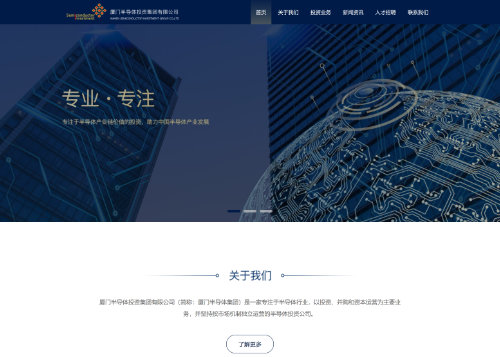 Semiconductor
Investment
厦门半导体投资集团有限公司
XIAMEN SEMICONDUCTOR INVESTMENT GROUP CO.,LTD
首页 关于我们 投资业务 新闻资讯 人才招聘 联系我们
专业 · 专注
专注于半导体产业链价值的投资，助力中国半导体产业发展
关于我们
厦门半导体投资集团有限公司（简称：厦门半导体集团）是一家专注于半导体行业，以投资、并购和资本运营为主要业
务，并坚持按市场机制独立运营的半导体投资公司。
了解更多